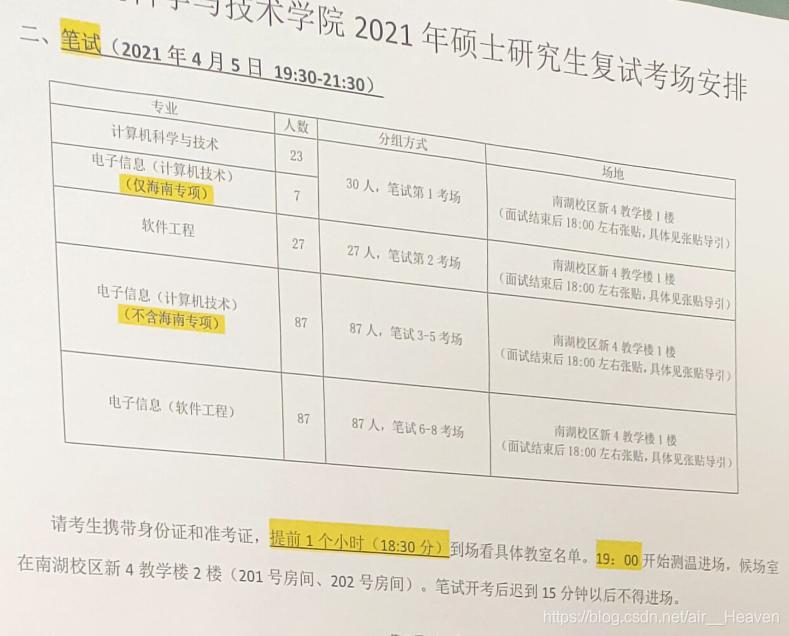 科学与技术学院 2021 年硕士研究生复试考场安排
二、笔试（2021 年 4 月 5 日 19:30-21:30）
专业 人数 分组方式 场地
计算机科学与技术 23 30 人，笔试第 1 考场 南湖校区新 4 教学楼 1 楼
（面试结束后 18:00 左右张贴，具体见张贴导引）
电子信息（计算机技术）
（仅海南专项） 7
软件工程 27 27 人，笔试第 2 考场 南湖校区新 4 教学楼 1 楼
（面试结束后 18:00 左右张贴，具体见张贴导引）
电子信息（计算机技术）
（不含海南专项） 87 87 人，笔试 3-5 考场 南湖校区新 4 教学楼 1 楼
（面试结束后 18:00 左右张贴，具体见张贴导引）
电子信息（软件工程） 87 87 人，笔试 6-8 考场 南湖校区新 4 教学楼 1 楼
（面试结束后 18:00 左右张贴，具体见张贴导引）
请考生携带身份证和准考证，提前 1 个小时（18:30 分）到场看具体教室名单。19：00 开始测温进场，候场室
在南湖校区新 4 教学楼 2 楼（201 号房间、202 号房间）。笔试开考后迟到 15 分钟以后不得进场。
https://blog.csdn.net/air__Heaven